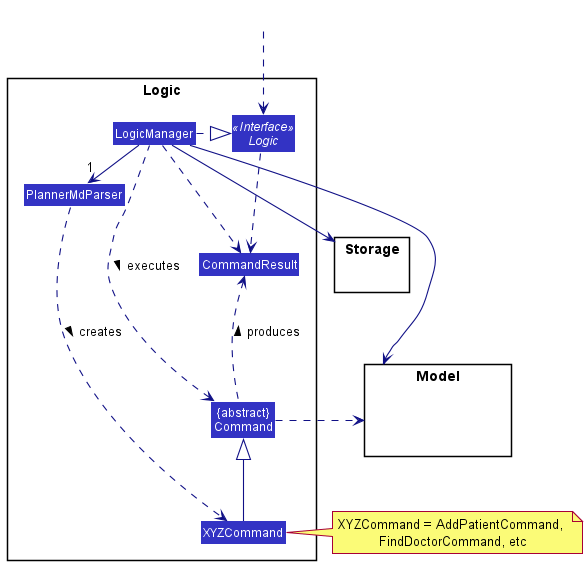 Logic
LogicManager
«Interface»
Logic
1
PlannerMdParser
Storage
CommandResult
executes
creates
produces
Model
{abstract}
Command
XYZCommand
XYZCommand = AddPatientCommand,
FindDoctorCommand, etc